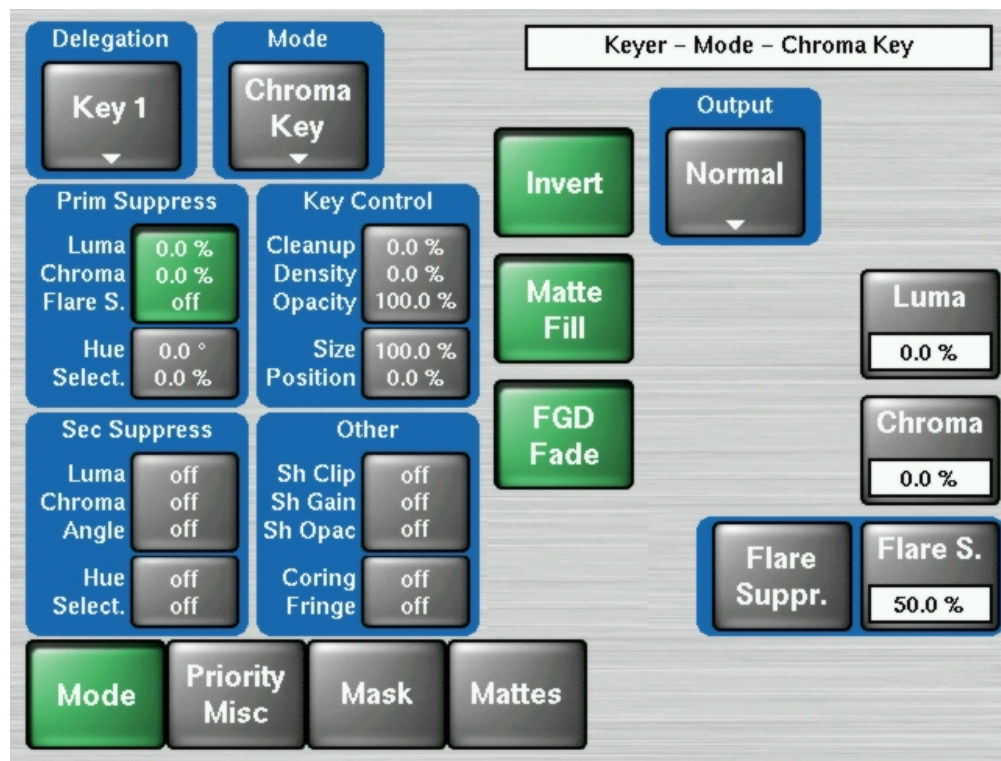 Delegation
Key 1
Mode
Chroma
Key
Keyer – Mode – Chroma Key
Output
Normal
Invert
Matte
Fill
FGD
Fade
Prim Suppress
Luma 0.0 %
Chroma 0.0 %
Flare S. off
Hue 0.0 °
Select. 0.0 %
Key Control
Cleanup 0.0 %
Density 0.0 %
Opacity 100.0 %
Size 100.0 %
Position 0.0 %
Sec Suppress
Luma off
Chroma off
Angle off
Hue off
Select. off
Other
Sh Clip off
Sh Gain off
Sh Opac off
Coring off
Fringe off
Luma
0.0 %
Chroma
0.0 %
Flare
Suppr.
Flare S.
50.0 %
Mode
Priority
Misc
Mask
Mattes